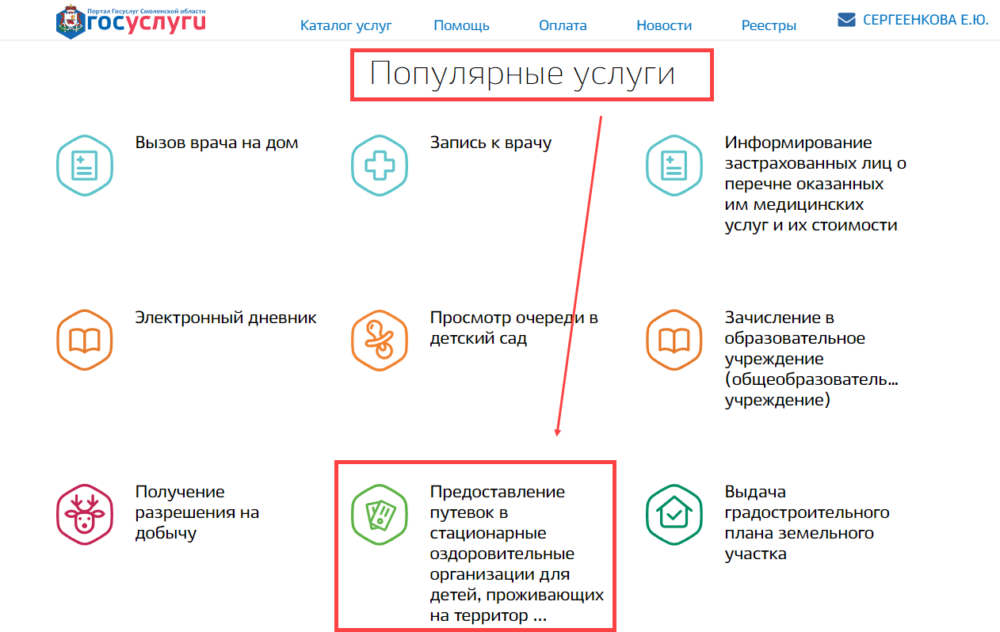 Портал Госуслуг Смоленской области
госуслуги
Каталог услуг
Помощь
Оплата
Новости
Реестры
СЕРГЕЕНКОВА Е.Ю.
Популярные услуги
Вызов врача на дом
Запись к врачу
Информирование
застрахованных лиц о
перечне оказанных
им медицинских
услуг и их стоимости
Электронный дневник
Просмотр очереди в
детский сад
Зачисление в
образовательное
учреждение
(общеобразователь...
учреждение)
Получение
разрешения на
добычу
Предоставление
путевок в
стационарные
оздоровительные
организации для
детей, проживающих
на территор ...
Выдача
градостроительного
плана земельного
участка